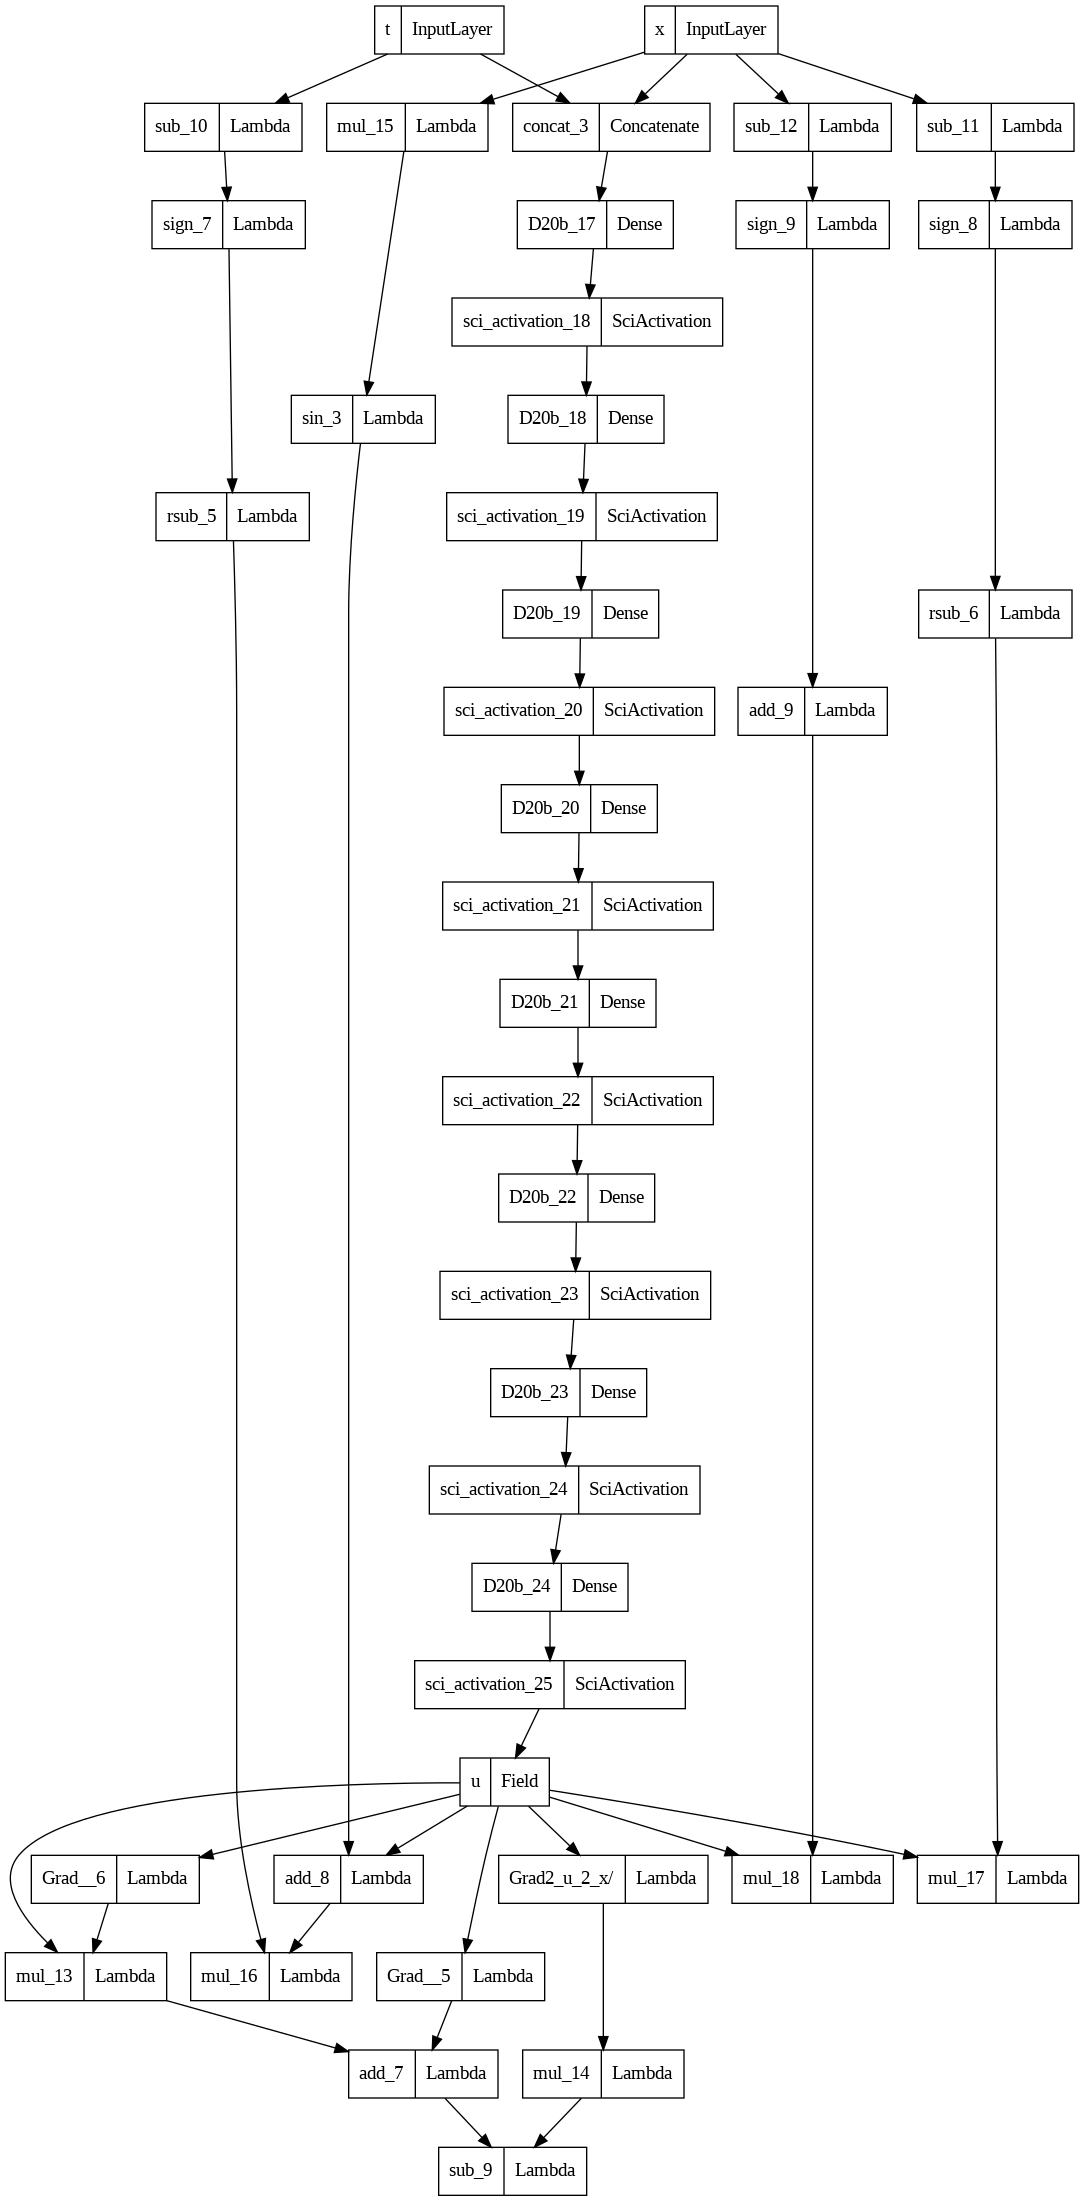 t InputLayer
x InputLayer
sub_10 Lambda
mul_15 Lambda
concat_3 Concatenate
sub_12 Lambda
sub_11 Lambda
sign_7 Lambda
D20b_17 Dense
sign_9 Lambda
sign_8 Lambda
sci_activation_18 SciActivation
sin_3 Lambda
D20b_18 Dense
rsub_5 Lambda
sci_activation_19 SciActivation
D20b_19 Dense
rsub_6 Lambda
sci_activation_20 SciActivation
add_9 Lambda
D20b_20 Dense
sci_activation_21 SciActivation
D20b_21 Dense
sci_activation_22 SciActivation
D20b_22 Dense
sci_activation_23 SciActivation
D20b_23 Dense
sci_activation_24 SciActivation
D20b_24 Dense
sci_activation_25 SciActivation
u Field
Grad__6 Lambda
add_8 Lambda
Grad2_u_2_x/ Lambda
mul_18 Lambda
mul_17 Lambda
mul_13 Lambda
mul_16 Lambda
Grad__5 Lambda
add_7 Lambda
mul_14 Lambda
sub_9 Lambda